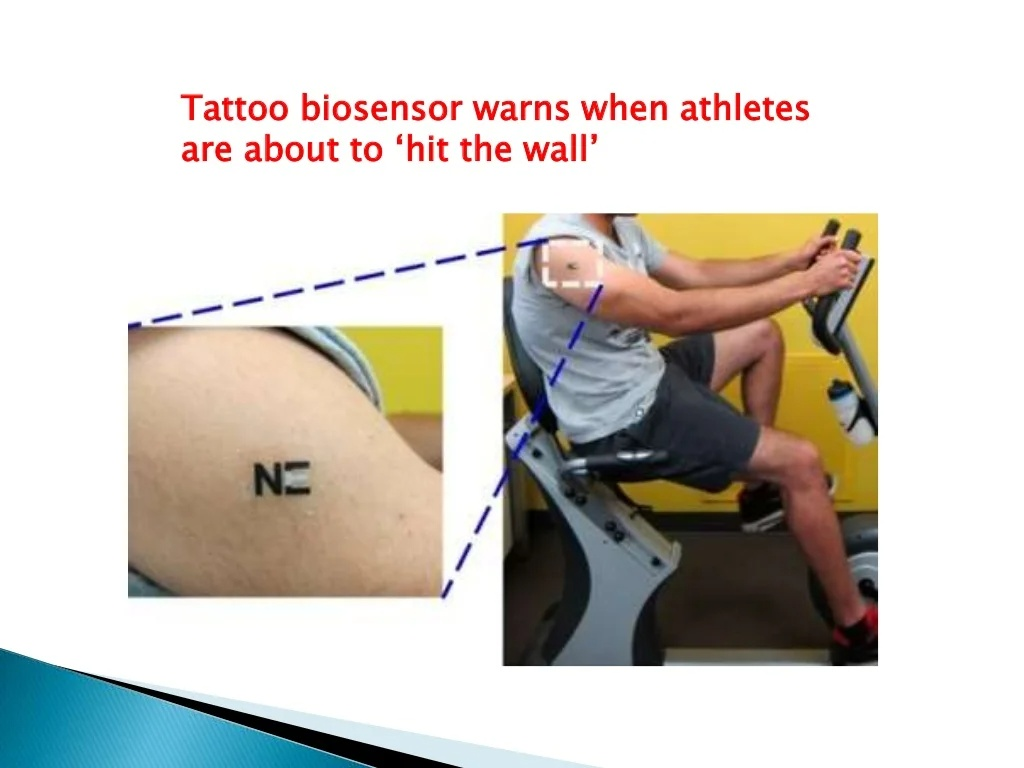 Tattoo biosensor warns when athletes
are about to ‘hit the wall’
NE